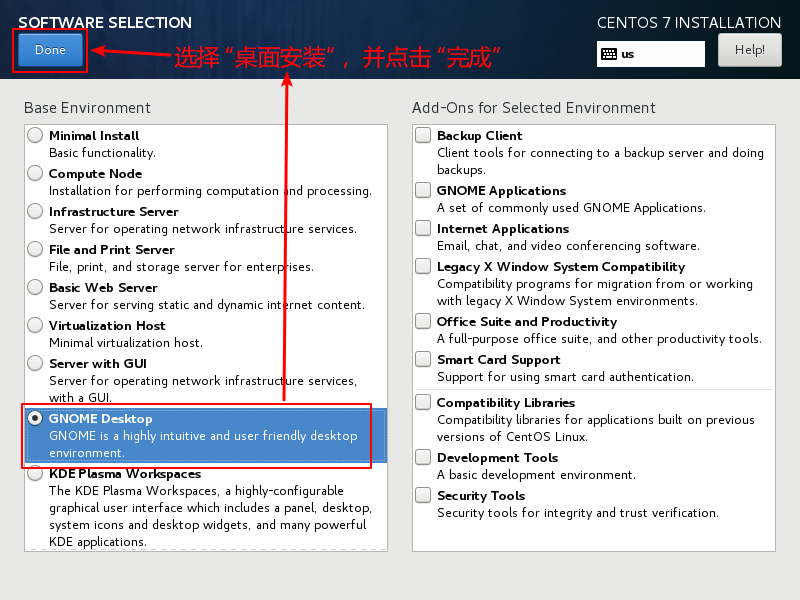 SOFTWARE SELECTION
CENTOS 7 INSTALLATION
Done
选择 “桌面安装” ，并点击 “完成”
us
Help!
Base Environment
Minimal Install
Basic functionality.
Compute Node
Installation for performing computation and processing.
Infrastructure Server
Server for operating network infrastructure services.
File and Print Server
File, print, and storage server for enterprises.
Basic Web Server
Server for serving static and dynamic internet content.
Virtualization Host
Minimal virtualization host.
Server with GUI
Server for operating network infrastructure services,
with a GUI.
GNOME Desktop
GNOME is a highly intuitive and user friendly desktop
environment.
KDE Plasma Workspaces
The KDE Plasma Workspaces, a highly-configurable
graphical user interface which includes a panel, desktop,
system icons and desktop widgets, and many powerful
KDE applications.
Add-Ons for Selected Environment
Backup Client
Client tools for connecting to a backup server and doing
backups.
GNOME Applications
A set of commonly used GNOME Applications.
Internet Applications
Email, chat, and video conferencing software.
Legacy X Window System Compatibility
Compatibility programs for migration from or working
with legacy X Window System environments.
Office Suite and Productivity
A full-purpose office suite, and other productivity tools.
Smart Card Support
Support for using smart card authentication.
Compatibility Libraries
Compatibility libraries for applications built on previous
versions of CentOS Linux.
Development Tools
A basic development environment.
Security Tools
Security tools for integrity and trust verification.